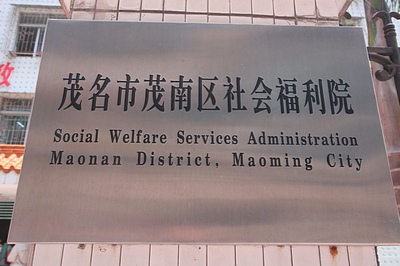 茂名市茂南区社会福利院
Social Welfare Services Administration
Maonan District, Maoming City